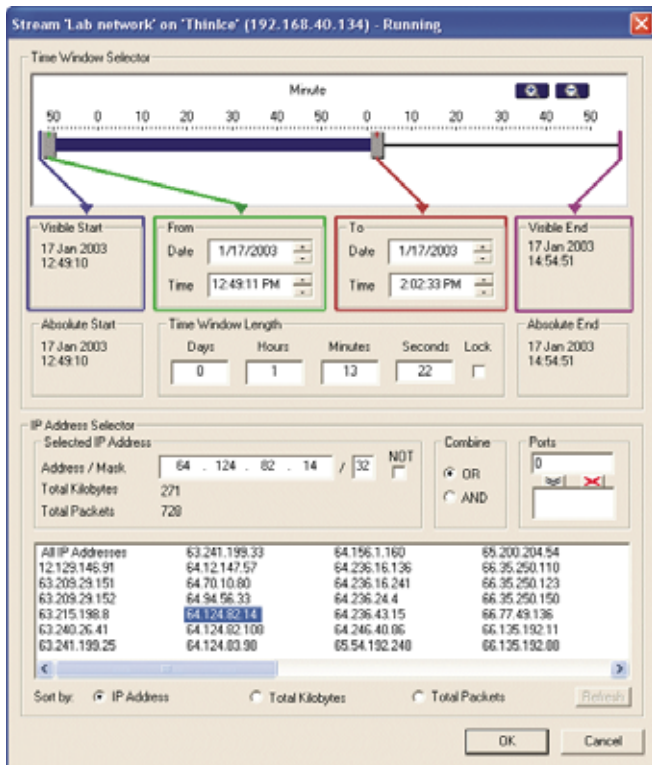 Stream 'Lab network' on 'ThinIce' (192.168.40.134) - Running
Time Window Selector
Minute
50 0 10 20 30 40 50 0 10 20 30 40 50
Visible Start
17 Jan 2003
12:49:10
From
Date 1/17/2003
Time 12:49:11 PM
To
Date 1/17/2003
Time 2:02:33 PM
Visible End
17 Jan 2003
14:54:51
Absolute Start
17 Jan 2003
12:49:10
Time Window Length
Days Hours Minutes Seconds Lock
0 1 13 22
Absolute End
17 Jan 2003
14:54:51
IP Address Selector
Selected IP Address
Address / Mask 64 . 124 . 82 . 14 / 32 NOT
Total Kilobytes 271
Total Packets 728
Combine
OR
AND
Ports
0
All IP Addresses 63.241.199.33 64.156.1.160 65.200.204.54
12.129.146.91 64.12.147.57 64.236.16.136 66.35.250.110
63.209.29.151 64.70.10.80 64.236.16.241 66.35.250.123
63.209.29.152 64.94.56.33 64.236.24.4 66.35.250.150
63.215.198.8 64.124.82.14 64.236.43.15 66.77.49.136
63.240.26.41 64.124.82.108 64.246.40.86 66.135.192.11
63.241.199.25 64.124.83.98 65.54.192.248 66.135.192.88
Sort by: IP Address Total Kilobytes Total Packets Refresh
OK Cancel